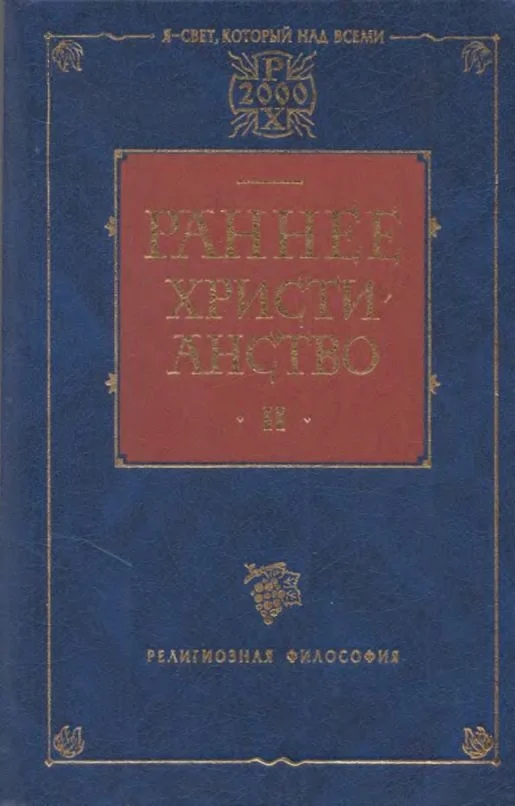 Я–СВЕТ, КОТОРЫЙ НАД ВСЕМИ
Р
2000
Х
РАННЕЕ
ХРИСТИ
АНСТВО
· II ·
РЕЛИГИОЗНАЯ ФИЛОСОФИЯ